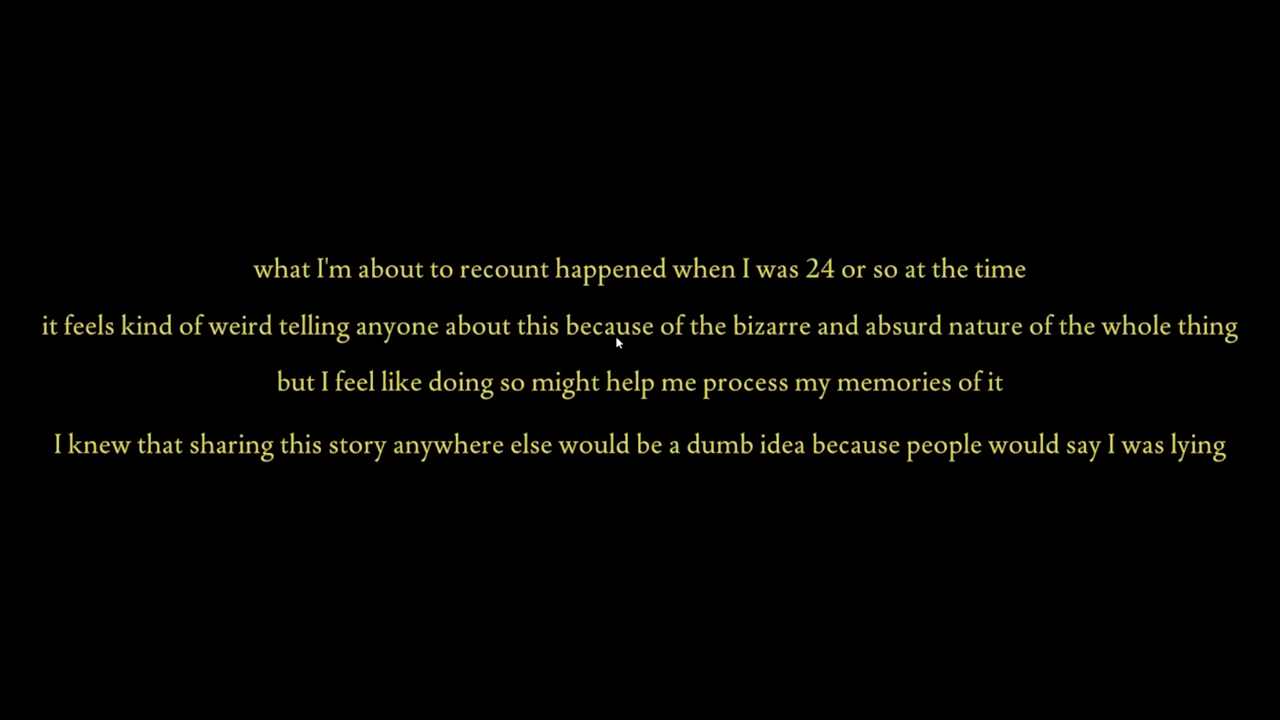 what I'm about to recount happened when I was 24 or so at the time
it feels kind of weird telling anyone about this because of the bizarre and absurd nature of the whole thing
but I feel like doing so might help me process my memories of it
I knew that sharing this story anywhere else would be a dumb idea because people would say I was lying